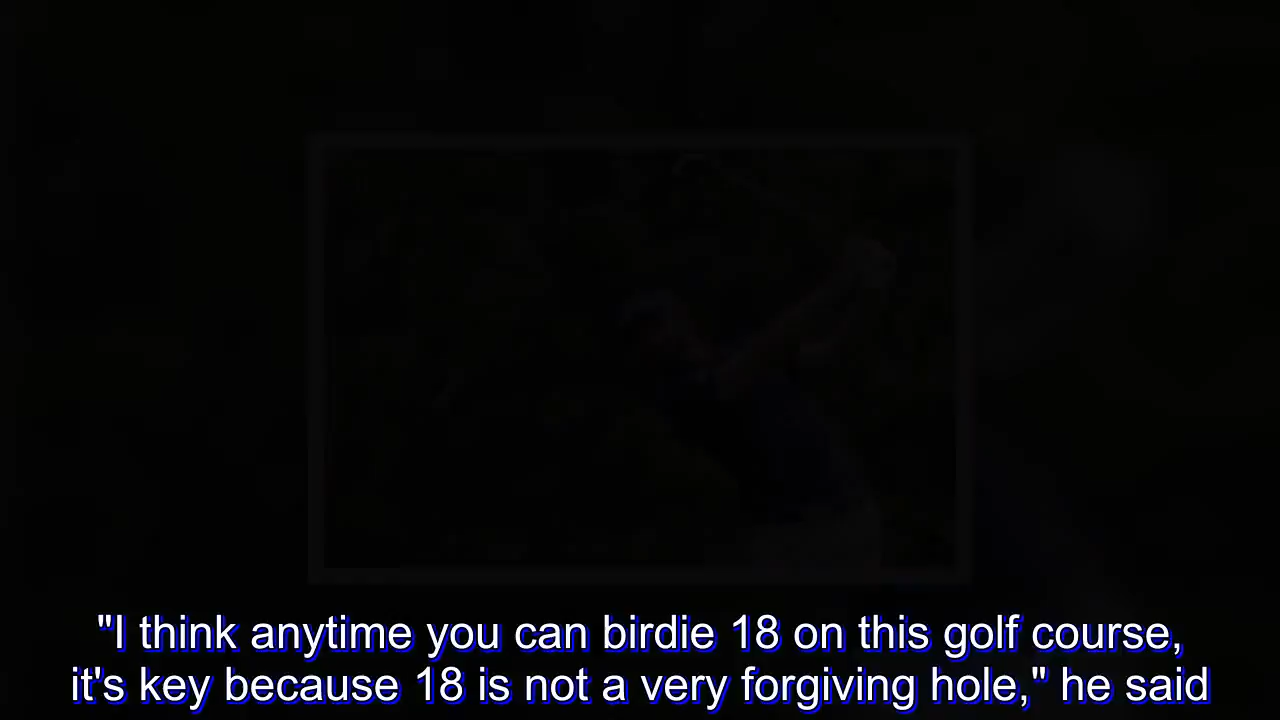 "I think anytime you can birdie 18 on this golf course,
it's key because 18 is not a very forgiving hole," he said